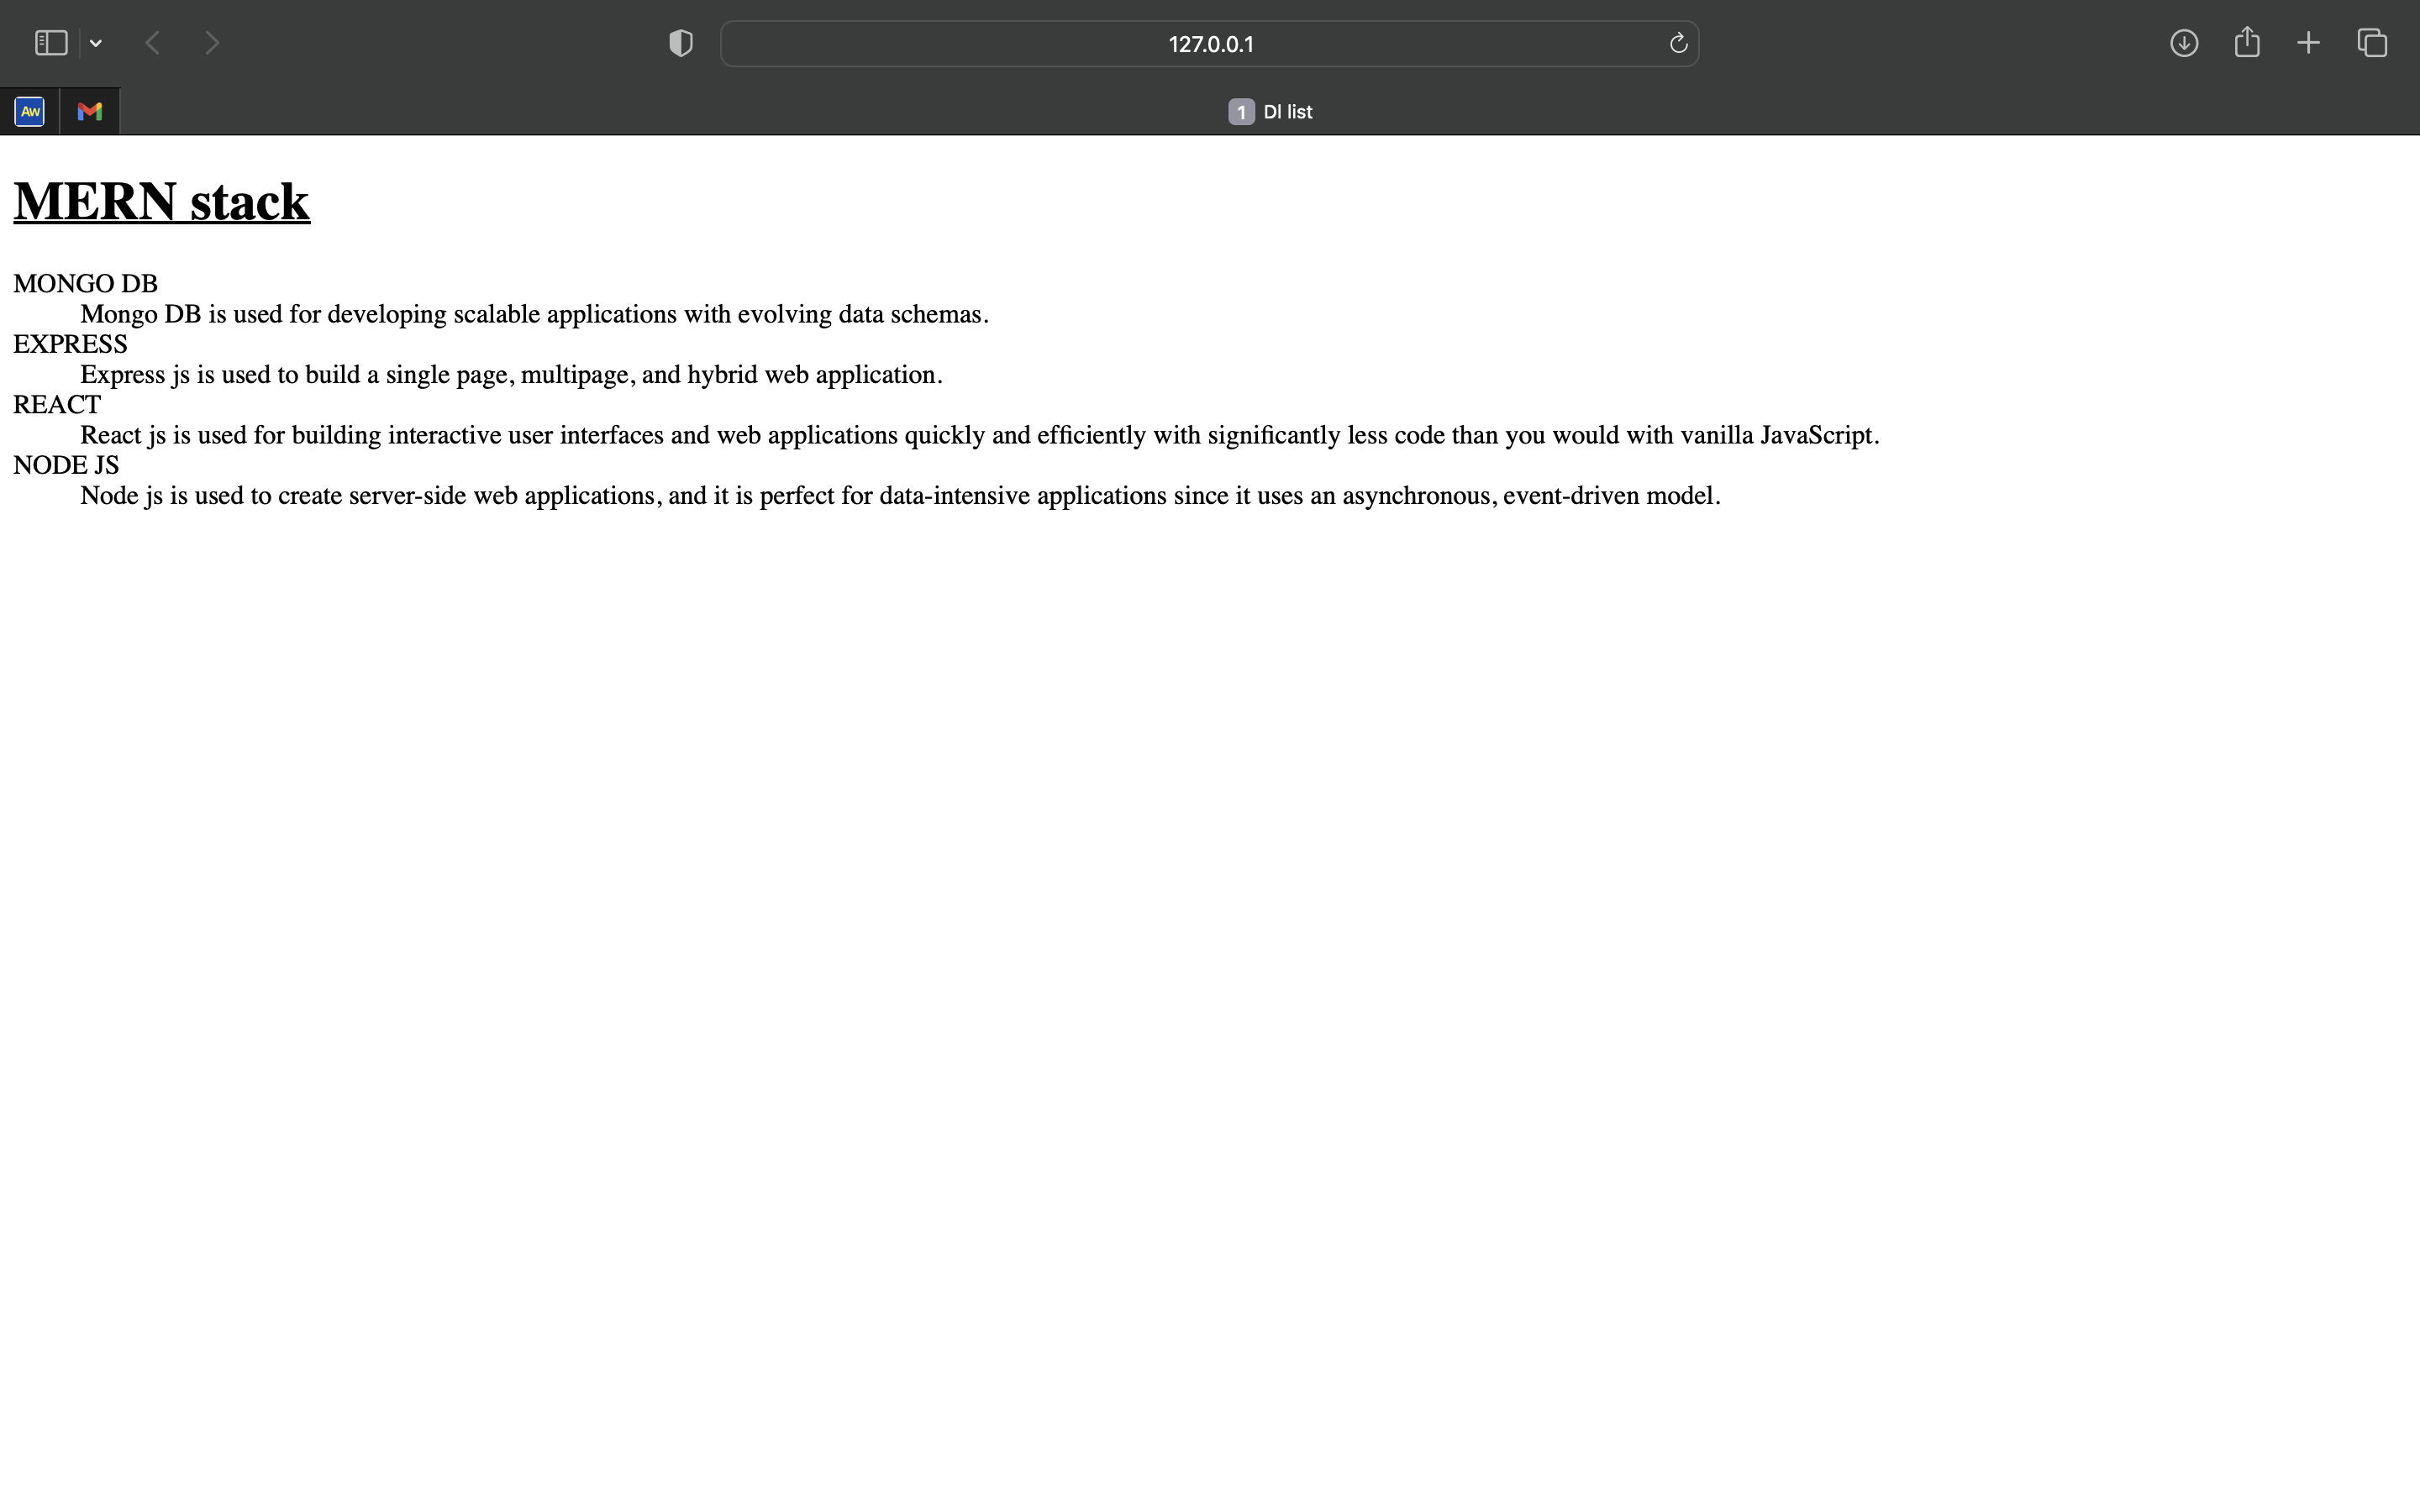 127.0.0.1
Aw
1 Dl list
MERN stack
MONGO DB
Mongo DB is used for developing scalable applications with evolving data schemas.
EXPRESS
Express js is used to build a single page, multipage, and hybrid web application.
REACT
React js is used for building interactive user interfaces and web applications quickly and efficiently with significantly less code than you would with vanilla JavaScript.
NODE JS
Node js is used to create server-side web applications, and it is perfect for data-intensive applications since it uses an asynchronous, event-driven model.